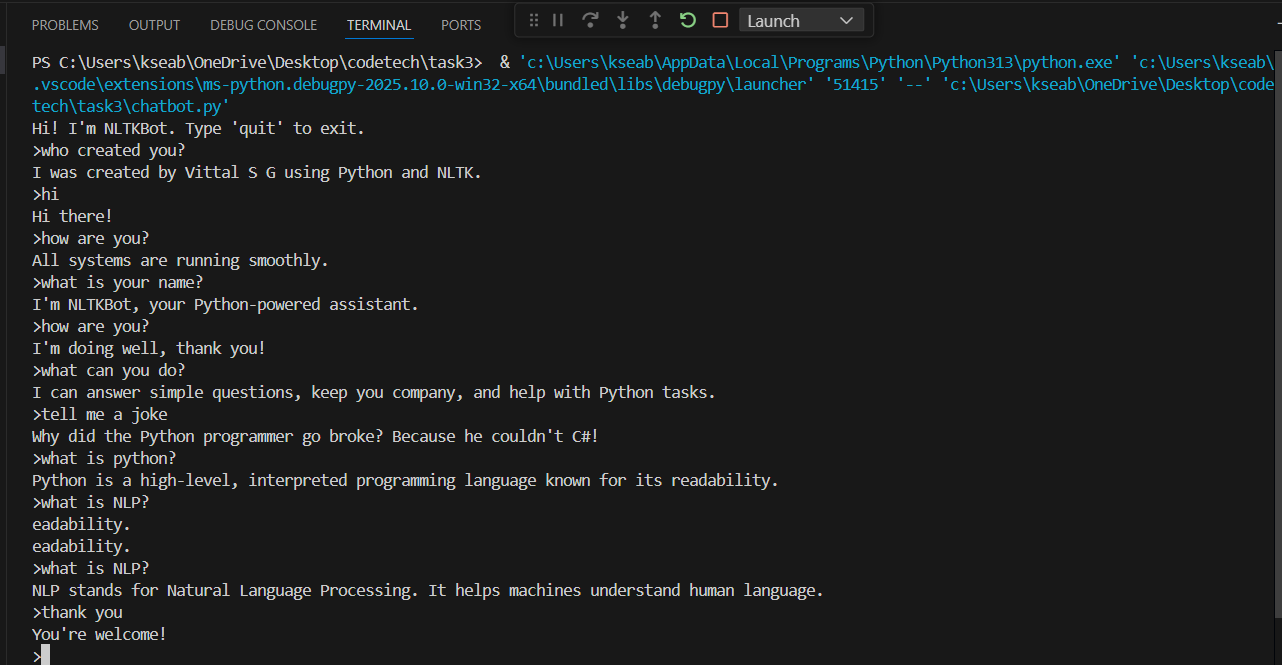 PROBLEMS OUTPUT DEBUG CONSOLE TERMINAL PORTS Launch
PS C:\Users\kseab\OneDrive\Desktop\codetech\task3>  & 'c:\Users\kseab\AppData\Local\Programs\Python\Python313\python.exe' 'c:\Users\kseab\
.vscode\extensions\ms-python.debugpy-2025.10.0-win32-x64\bundled\libs\debugpy\launcher' '51415' '--' 'c:\Users\kseab\OneDrive\Desktop\code
tech\task3\chatbot.py'
Hi! I'm NLTKBot. Type 'quit' to exit.
>who created you?
I was created by Vittal S G using Python and NLTK.
>hi
Hi there!
>how are you?
All systems are running smoothly.
>what is your name?
I'm NLTKBot, your Python-powered assistant.
>how are you?
I'm doing well, thank you!
>what can you do?
I can answer simple questions, keep you company, and help with Python tasks.
>tell me a joke
Why did the Python programmer go broke? Because he couldn't C#!
>what is python?
Python is a high-level, interpreted programming language known for its readability.
>what is NLP?
eadability.
eadability.
>what is NLP?
NLP stands for Natural Language Processing. It helps machines understand human language.
>thank you
You're welcome!
>